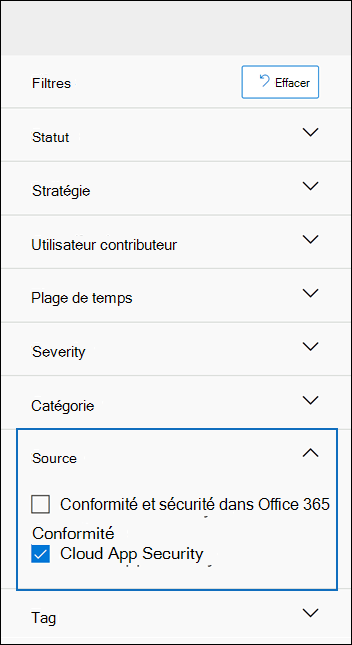 Filtres
Effacer
Statut
Stratégie
Utilisateur contributeur
Plage de temps
Severity
Catégorie
Source
Conformité et sécurité dans Office 365
Conformité
Cloud App Security
Tag